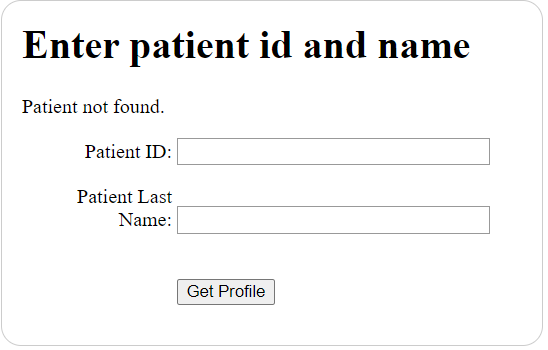 Enter patient id and name
Patient not found.
Patient ID:
Patient Last
Name:
Get Profile